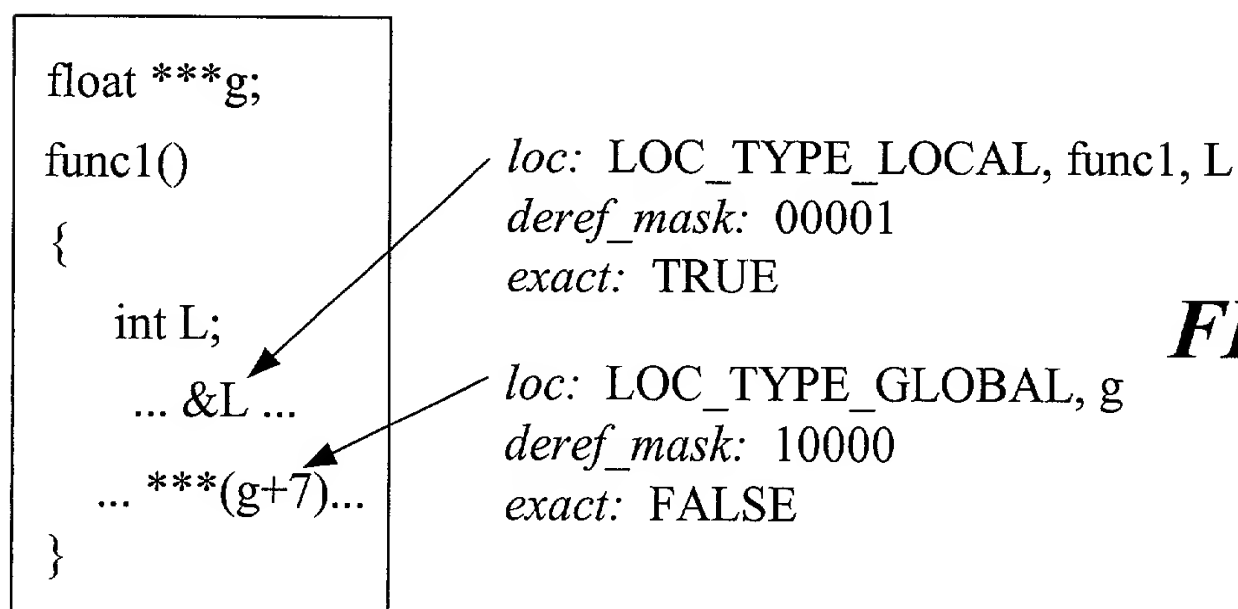 float ***g;
func1()
{
int L;
... &L ...
... ***(g+7)...
}
loc: LOC_TYPE_LOCAL, func1, L
deref_mask: 00001
exact: TRUE
loc: LOC_TYPE_GLOBAL, g
deref_mask: 10000
exact: FALSE